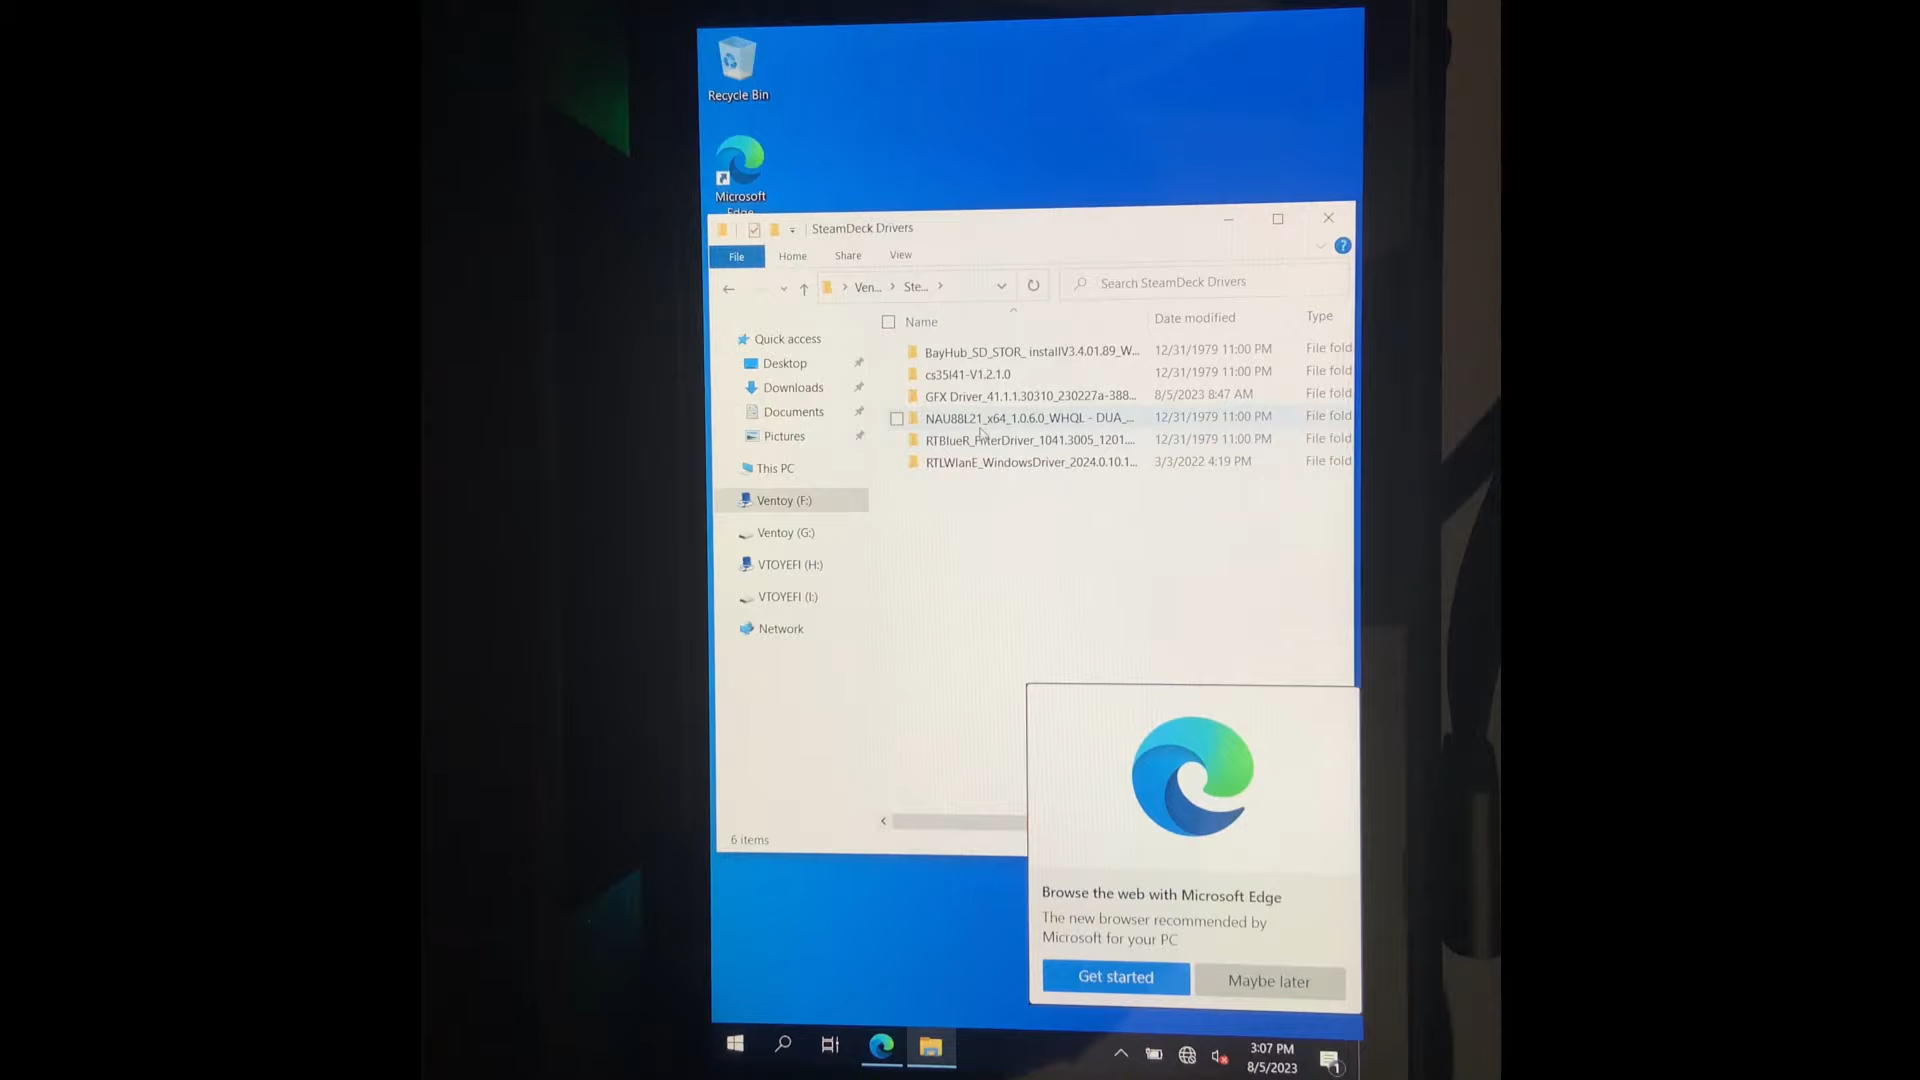 Recycle Bin
Microsoft
Edge
SteamDeck Drivers
File
Home
Share
View
Ven...
Ste...
Search SteamDeck Drivers
Name
Date modified
Type
Quick access
Desktop
Downloads
Documents
Pictures
This PC
Ventoy (F:)
Ventoy (G:)
VTOYEFI (H:)
VTOYEFI (I:)
Network
BayHub_SD_STOR_ installV3.4.01.89_W... 12/31/1979 11:00 PM File fold
cs35l41-V1.2.1.0 12/31/1979 11:00 PM File fold
GFX Driver_41.1.1.30310_230227a-388... 8/5/2023 8:47 AM File fold
NAU88L21_x64_1.0.6.0_WHQL - DUA_... 12/31/1979 11:00 PM File fold
RTBlueR_FilterDriver_1041.3005_1201.... 12/31/1979 11:00 PM File fold
RTLWlanE_WindowsDriver_2024.0.10.1... 3/3/2022 4:19 PM File fold
6 items
Browse the web with Microsoft Edge
The new browser recommended by
Microsoft for your PC
Get started
Maybe later
3:07 PM
8/5/2023
1